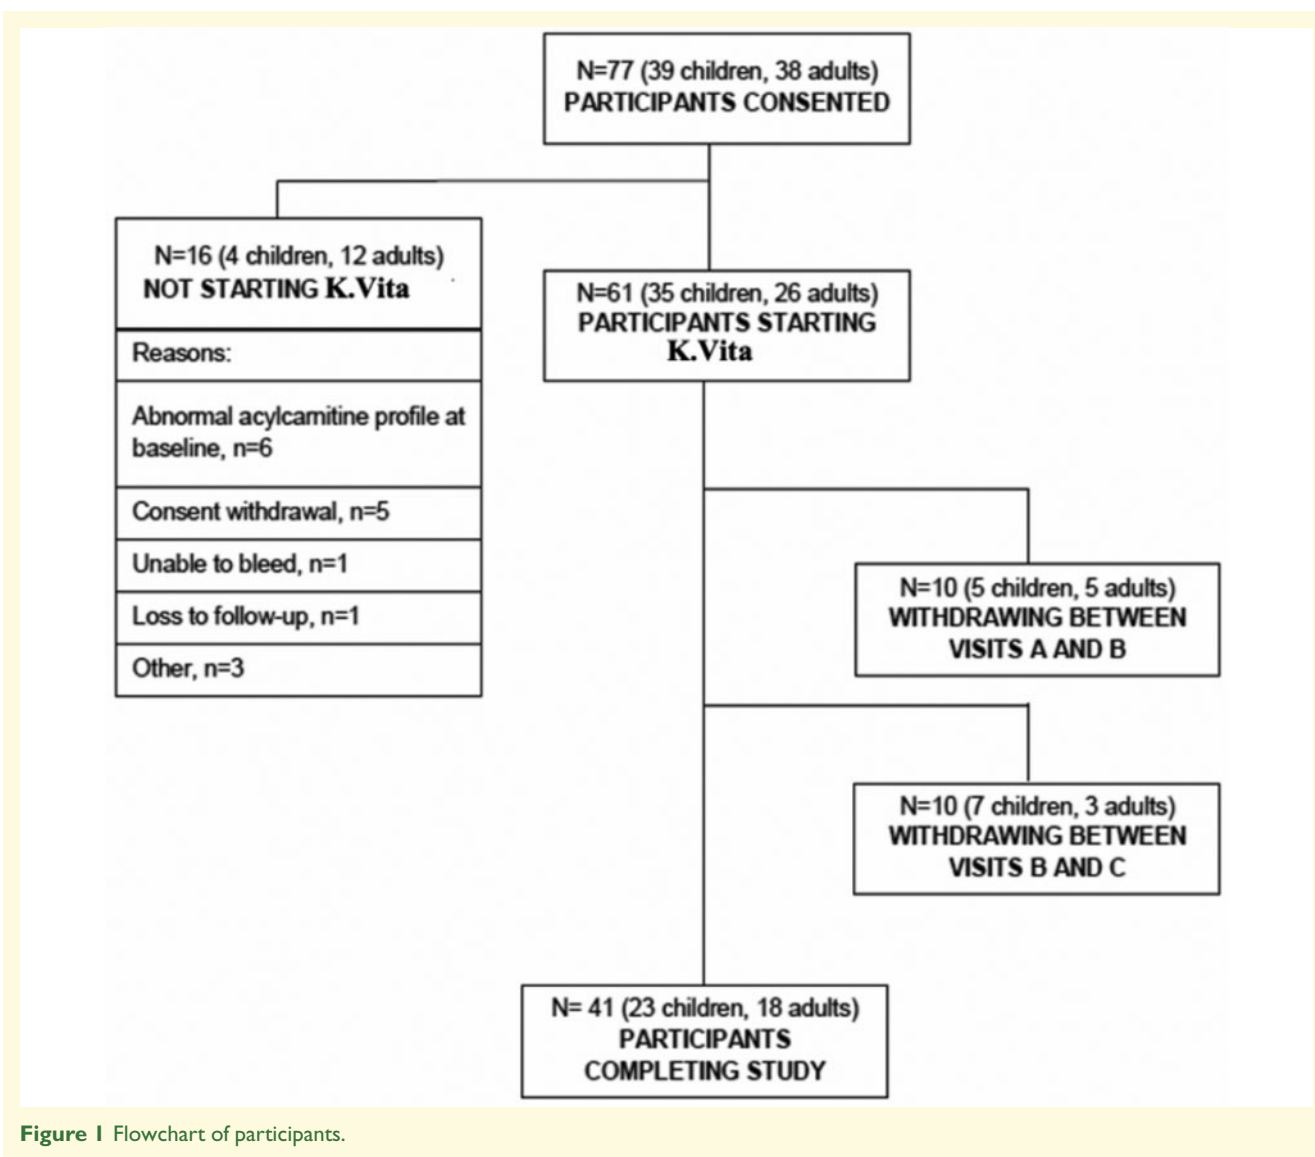 N=77 (39 children, 38 adults)
PARTICIPANTS CONSENTED
N=16 (4 children, 12 adults)
NOT STARTING K.Vita
Reasons:
Abnormal acylcarnitine profile at
baseline, n=6
Consent withdrawal, n=5
Unable to bleed, n=1
Loss to follow-up, n=1
Other, n=3
N=61 (35 children, 26 adults)
PARTICIPANTS STARTING
K.Vita
N=10 (5 children, 5 adults)
WITHDRAWING BETWEEN
VISITS A AND B
N=10 (7 children, 3 adults)
WITHDRAWING BETWEEN
VISITS B AND C
N= 41 (23 children, 18 adults)
PARTICIPANTS
COMPLETING STUDY
Figure 1 Flowchart of participants.